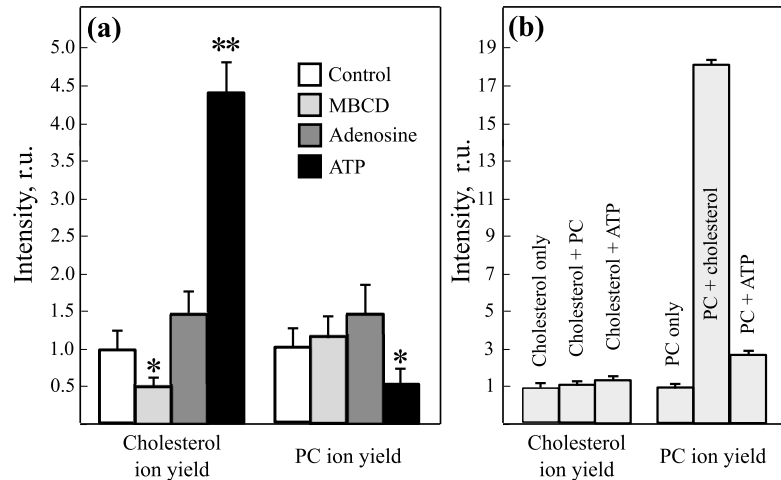 (a)
Intensity, r.u.
5.0
4.5
4.0
3.5
3.0
2.5
2.0
1.5
1.0
0.5
*
**
*
Control
MBCD
Adenosine
ATP
Cholesterol
ion yield
PC ion yield
(b)
Intensity, r.u.
19
17
15
13
11
9
7
5
3
1
Cholesterol only
Cholesterol + PC
Cholesterol + ATP
PC only
PC + cholesterol
PC + ATP
Cholesterol
ion yield
PC ion yield